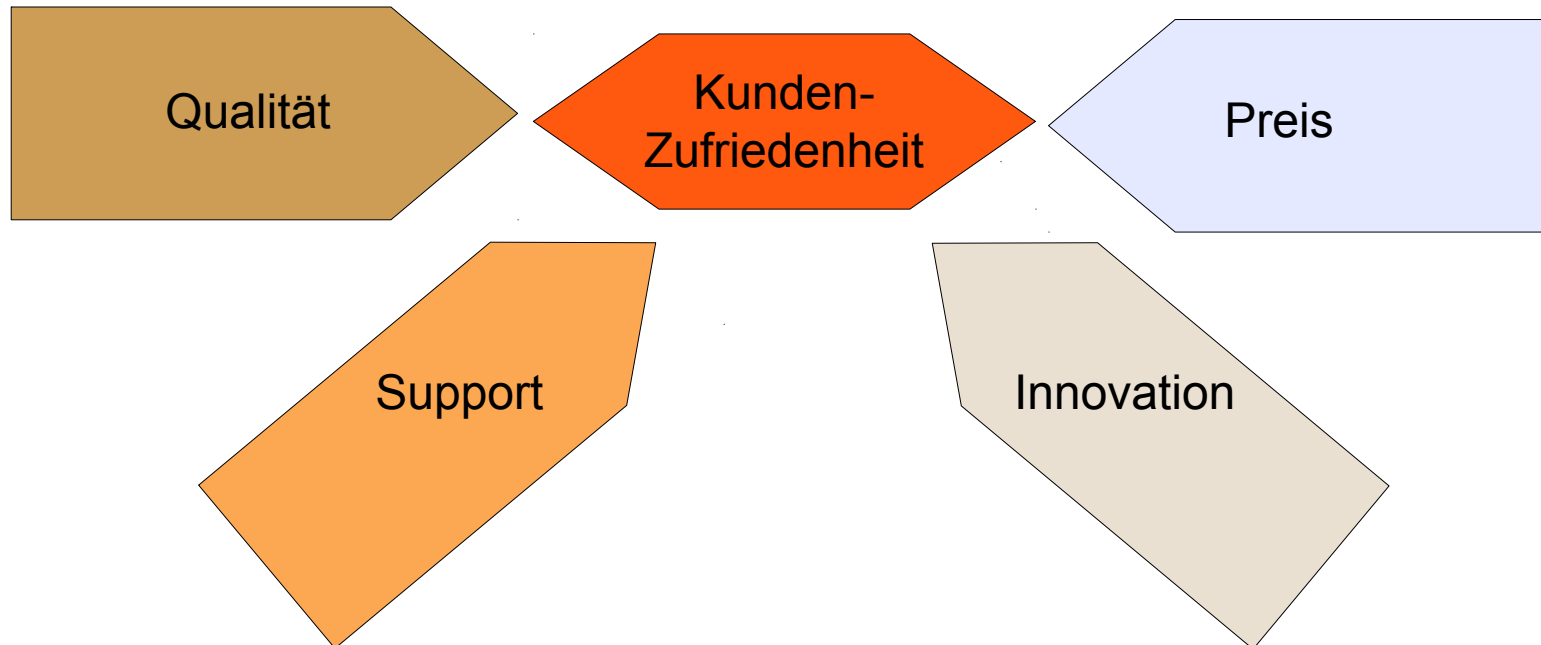 Qualität
Kunden-
Zufriedenheit
Preis
Support
Innovation